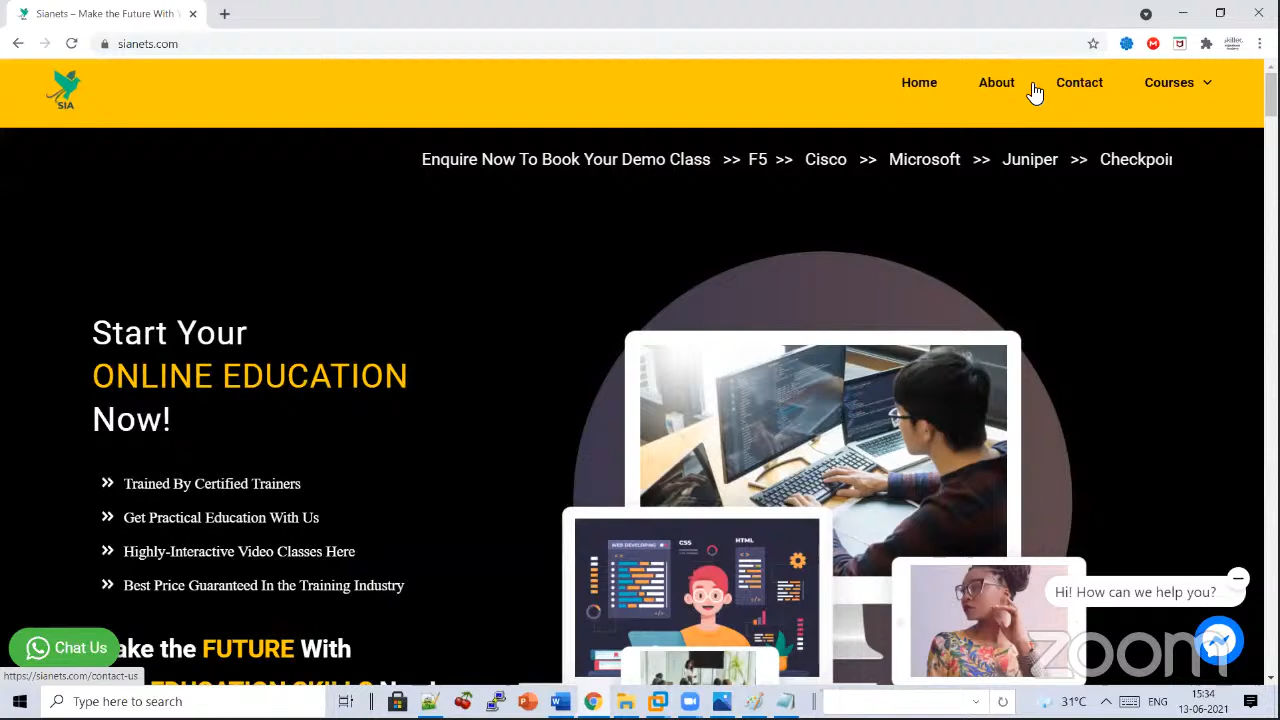 Sianets – Make the With Y
sianets.com
SIA
Home About Contact Courses
Enquire Now To Book Your Demo Class >> F5 >> Cisco >> Microsoft >> Juniper >> Checkpoin
Start Your
ONLINE EDUCATION
Now!
Trained By Certified Trainers
Get Practical Education With Us
Highly-Interactive Video Classes Here
Best Price Guaranteed In the Training Industry
WEB DEVELOPING
CSS
HTML
Hi! How can we help you?
Chat Us
ake the FUTURE With
zoom
https://sianets.com/contact-us
Type here to search
31°C
15:34
13-06-2021